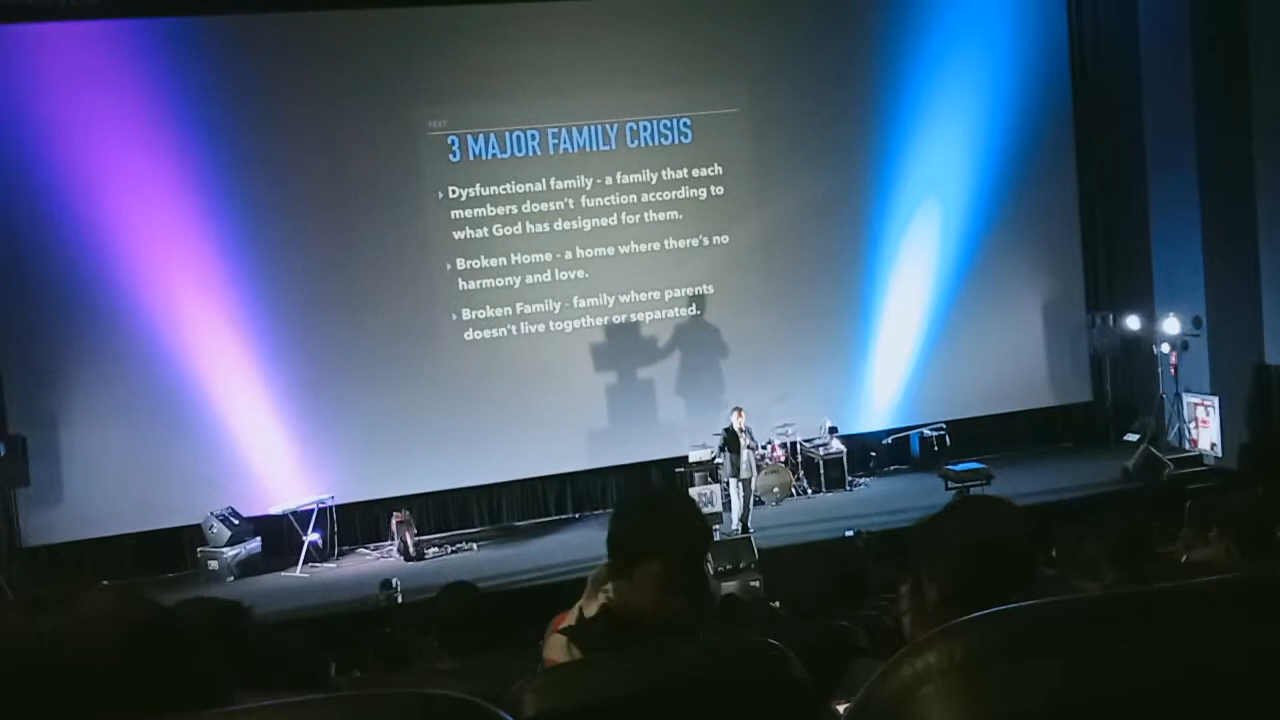 TEXT
3 MAJOR FAMILY CRISIS
Dysfunctional family - a family that each
members doesn't function according to
what God has designed for them.
Broken Home - a home where there's no
harmony and love.
Broken Family - family where parents
doesn't live together or separated.